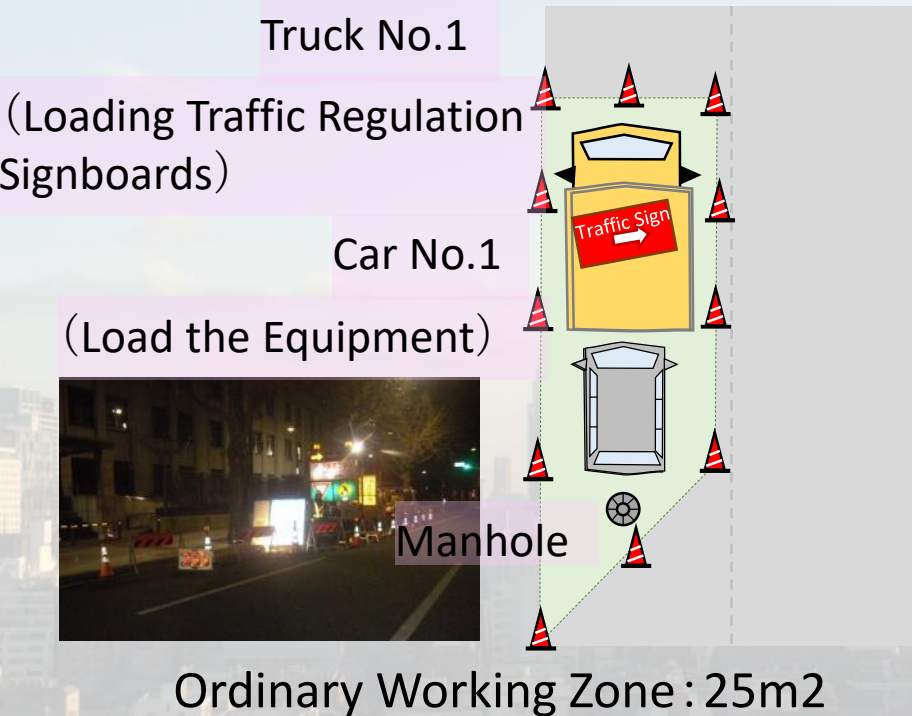 Truck No.1
（Loading Traffic Regulation
Signboards）
Traffic Sign
Car No.1
（Load the Equipment）
Manhole
Ordinary Working Zone：25m2